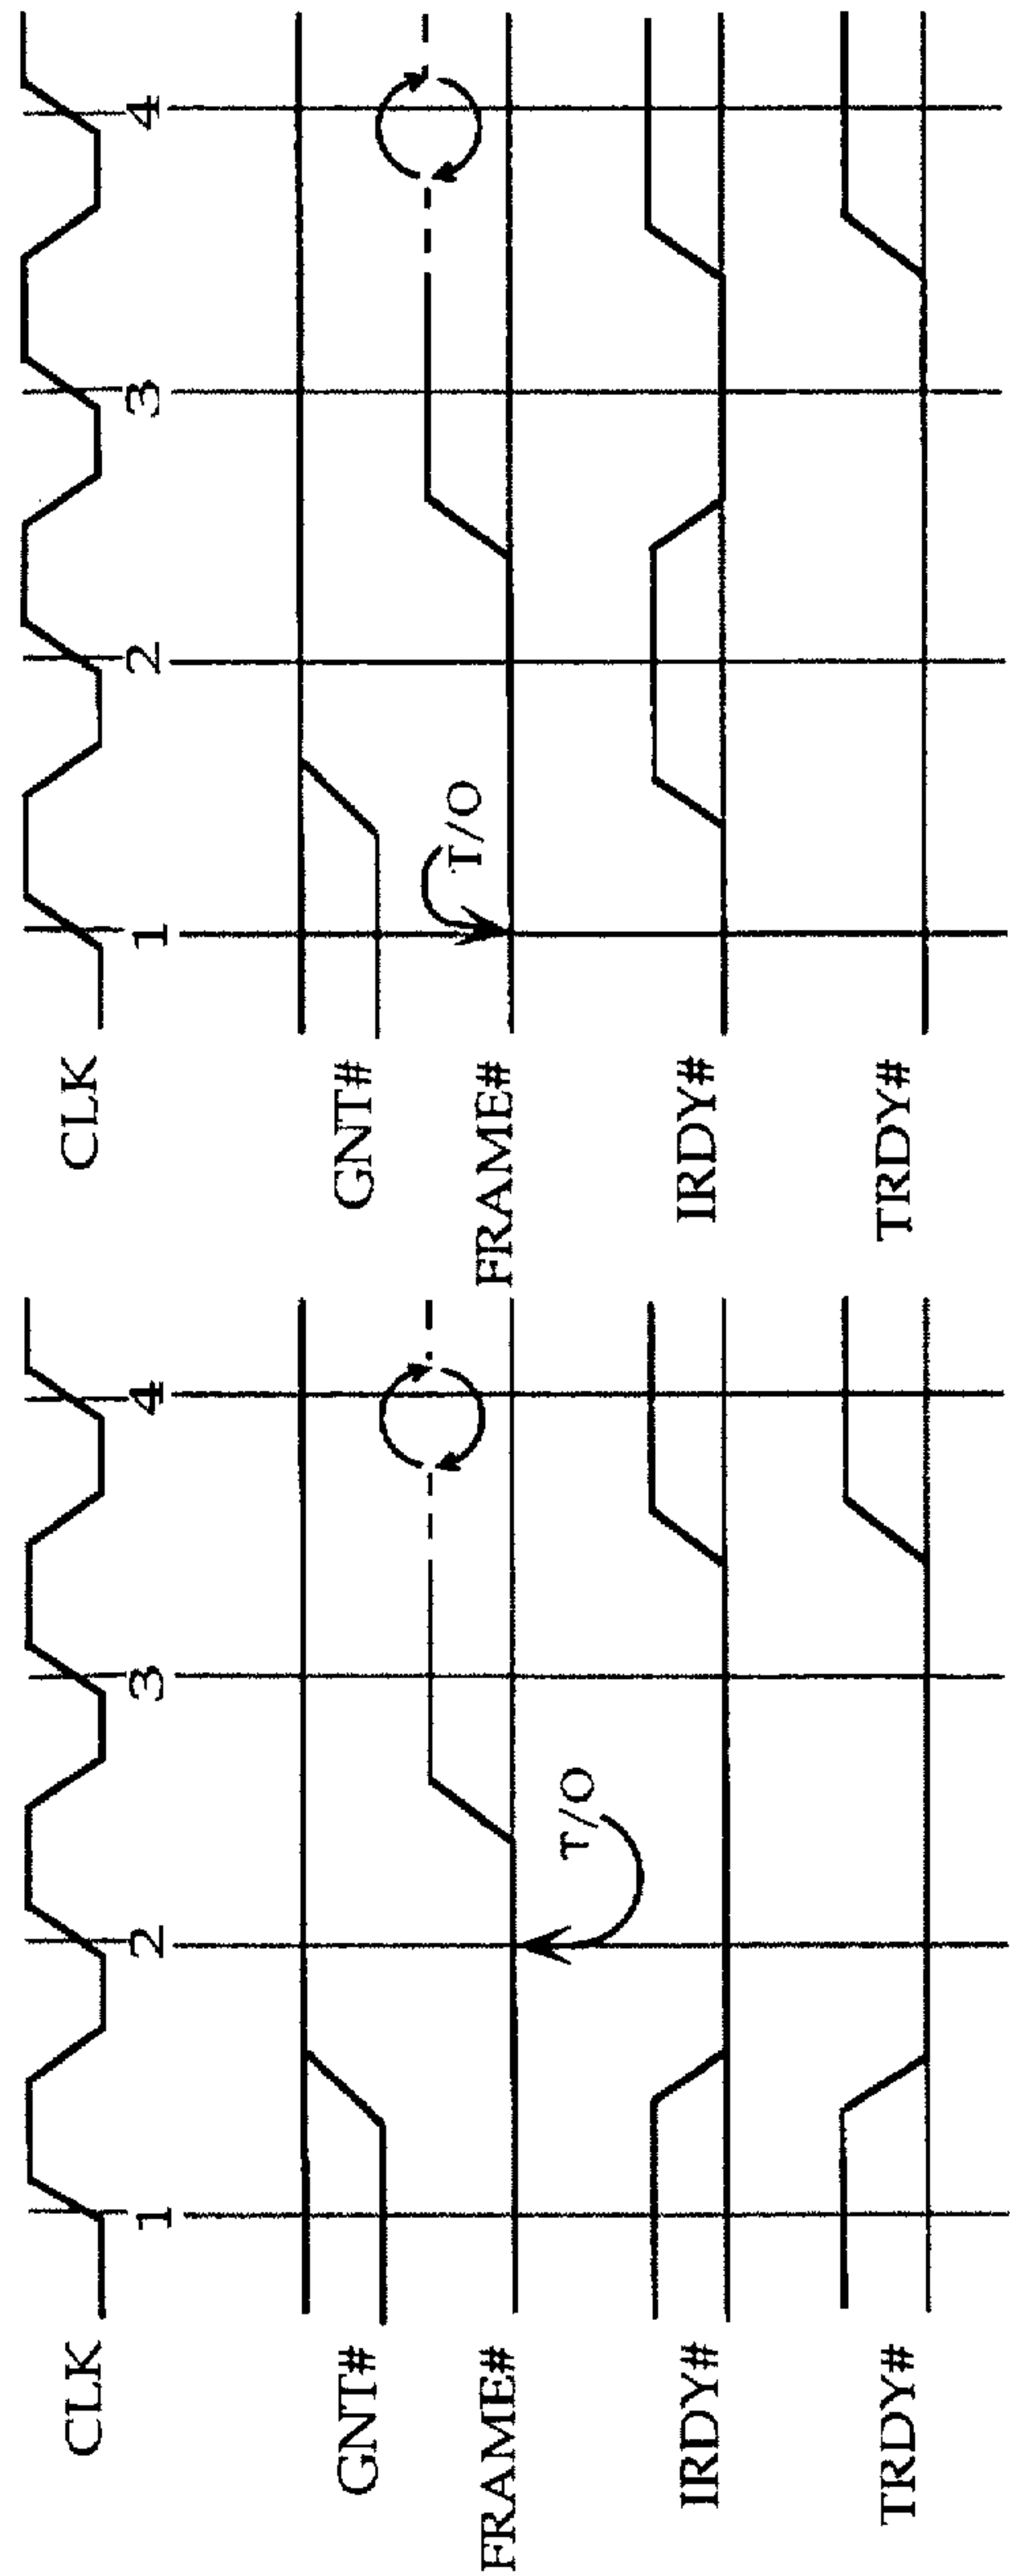 CLK
1
2
3
4
GNT#
FRAME#
T/O
IRDY#
TRDY#
CLK
1
2
3
4
GNT#
FRAME#
T/O
IRDY#
TRDY#